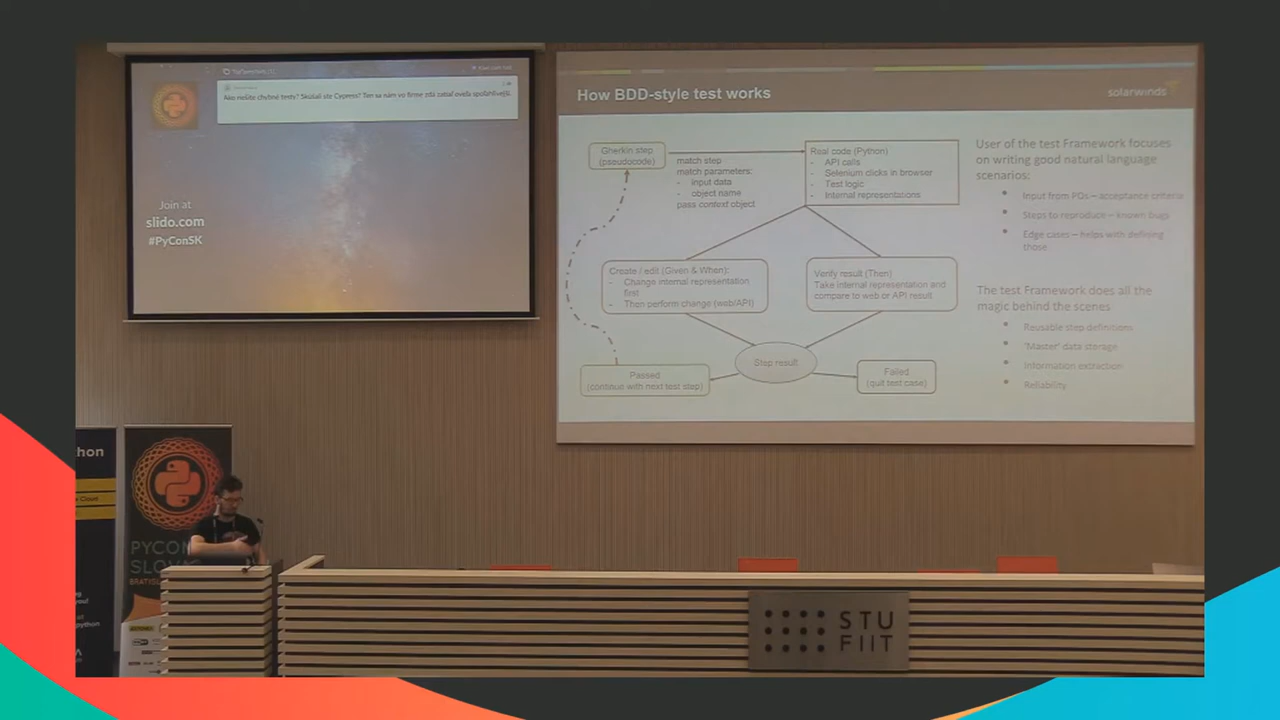 Ako riešite chybné testy? Skúšali ste Cypress? Ten sa nám vo firme zdá zatiaľ oveľa spoľahlivejší.
Join at
slido.com
#PyConSK
How BDD-style test works
solarwinds
Gherkin step
(pseudocode)
match step
match parameters:
- input data
- object name
pass context object
Real code (Python)
- API calls
- Selenium clicks in browser
- Test logic
- Internal representations
Create / edit (Given & When):
- Change internal representation
first
- Then perform change (web/API)
Verify result (Then)
Take internal representation and
compare to web or API result
Step result
Passed
(continue with next test step)
Failed
(quit test case)
User of the test Framework focuses
on writing good natural language
scenarios:
• Input from POs – acceptance criteria
• Steps to reproduce – known bugs
• Edge cases – helps with defining
those
The test Framework does all the
magic behind the scenes
• Reusable step definitions
• 'Master' data storage
• Information extraction
• Reliability
hon
Cloud
python
PYCON
SLOV
BRATIS
STU
FIIT